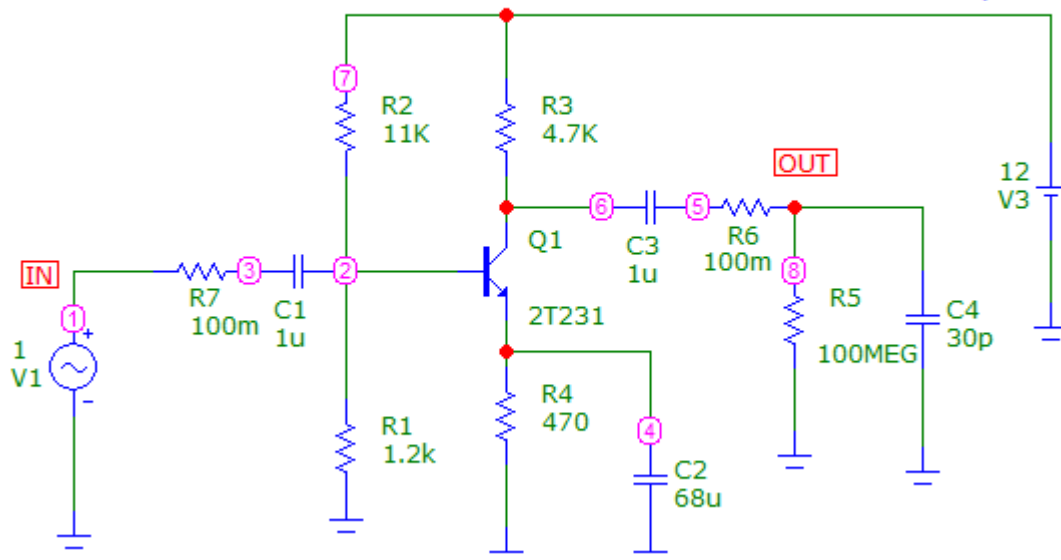 7
R2
11K
R3
4.7K
OUT
12
V3
6
5
Q1
C3
1u
R6
100m
IN
3
2
R7
100m
C1
1u
8
R5
100MEG
C4
30p
2T231
1
+
1
V1
-
R4
470
4
R1
1.2k
C2
68u